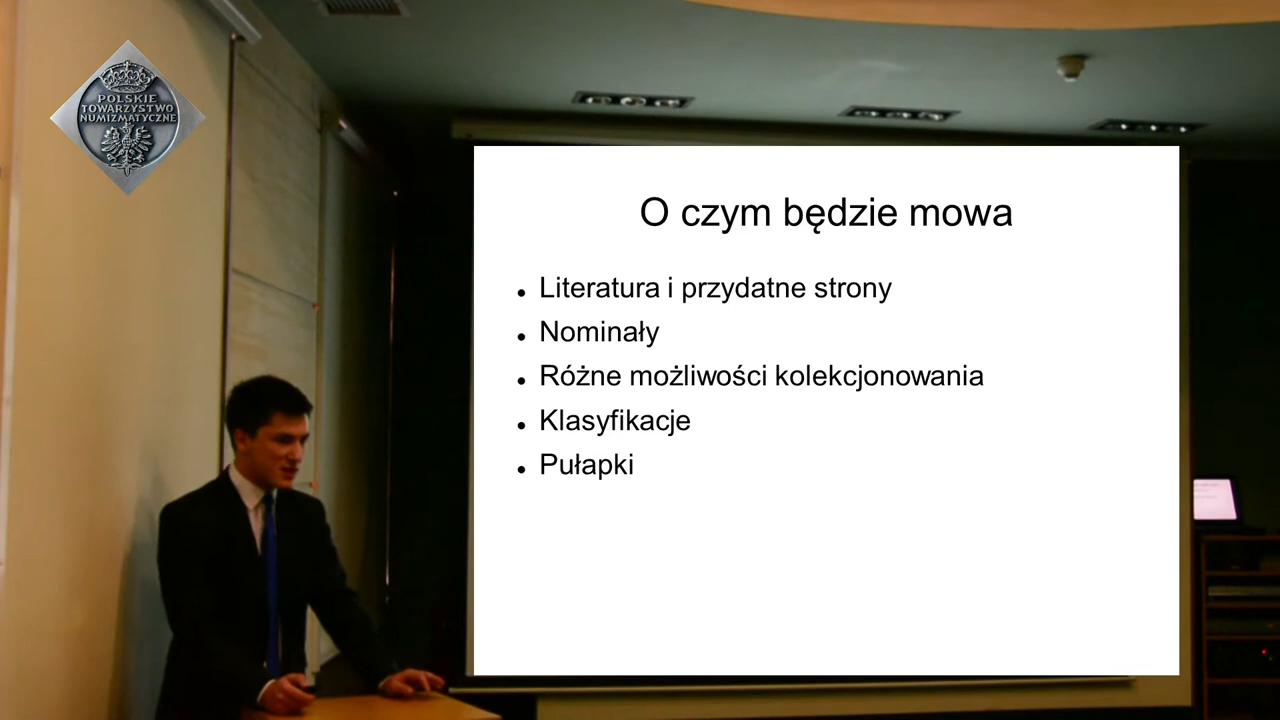 POLSKIE
TOWARZYSTWO
NUMIZMATYCZNE
O czym będzie mowa
Literatura i przydatne strony
Nominały
Różne możliwości kolekcjonowania
Klasyfikacje
Pułapki